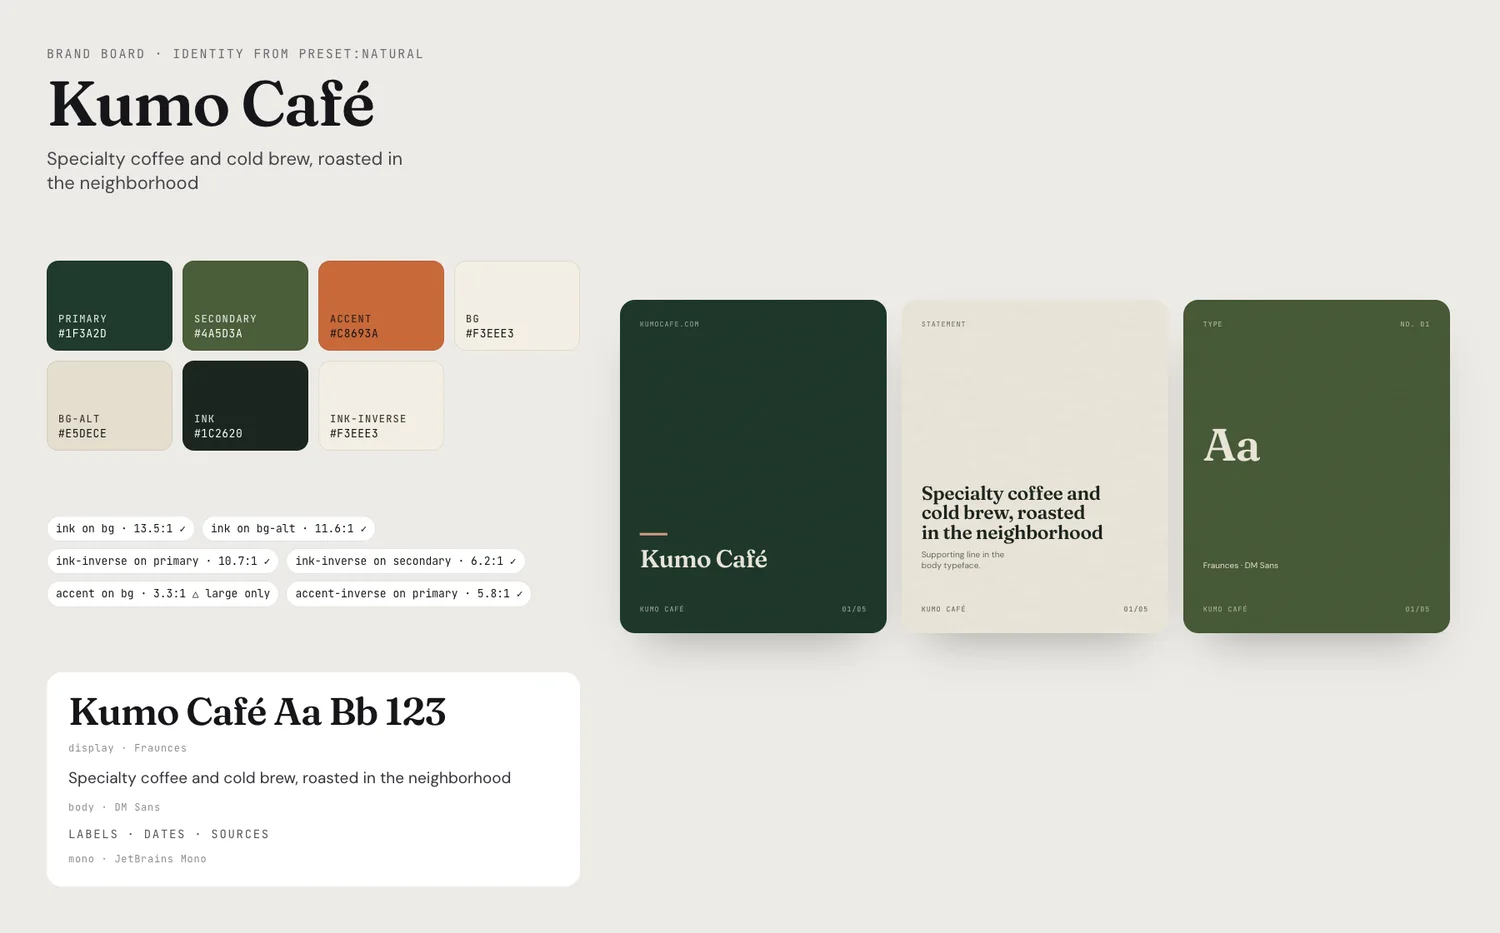 BRAND BOARD · IDENTITY FROM PRESET:NATURAL
Kumo Café
Specialty coffee and cold brew, roasted in
the neighborhood
PRIMARY
#1F3A2D
SECONDARY
#4A5D3A
ACCENT
#C8693A
BG
#F3EEE3
BG-ALT
#E5DECE
INK
#1C2620
INK-INVERSE
#F3EEE3
ink on bg · 13.5:1 ✓
ink on bg-alt · 11.6:1 ✓
ink-inverse on primary · 10.7:1 ✓
ink-inverse on secondary · 6.2:1 ✓
accent on bg · 3.3:1 △ large only
accent-inverse on primary · 5.8:1 ✓
Kumo Café Aa Bb 123
display · Fraunces
Specialty coffee and cold brew, roasted in the neighborhood
body · DM Sans
LABELS · DATES · SOURCES
mono · JetBrains Mono
KUMOCAFE.COM
Kumo Café
KUMO CAFÉ
01/05
STATEMENT
Specialty coffee and
cold brew, roasted
in the neighborhood
Supporting line in the
body typeface.
KUMO CAFÉ
01/05
TYPE
NO. 01
Aa
Fraunces · DM Sans
KUMO CAFÉ
01/05